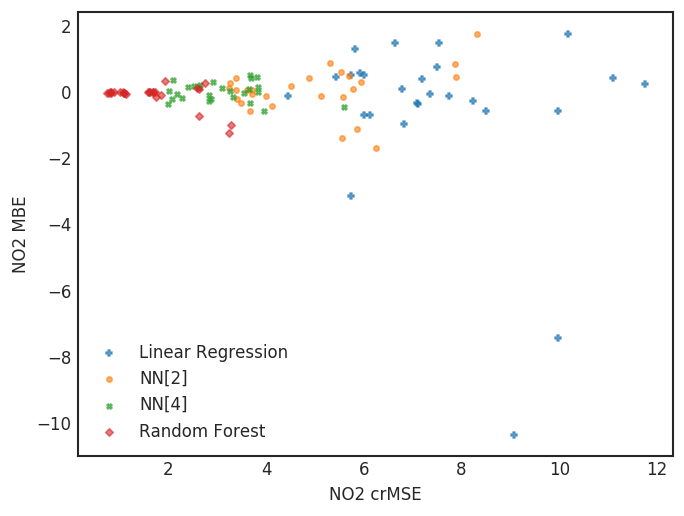 2
0
−2
−4
−6
−8
−10
NO2 MBE
Linear Regression
NN[2]
NN[4]
Random Forest
2 4 6 8 10 12
NO2 crMSE